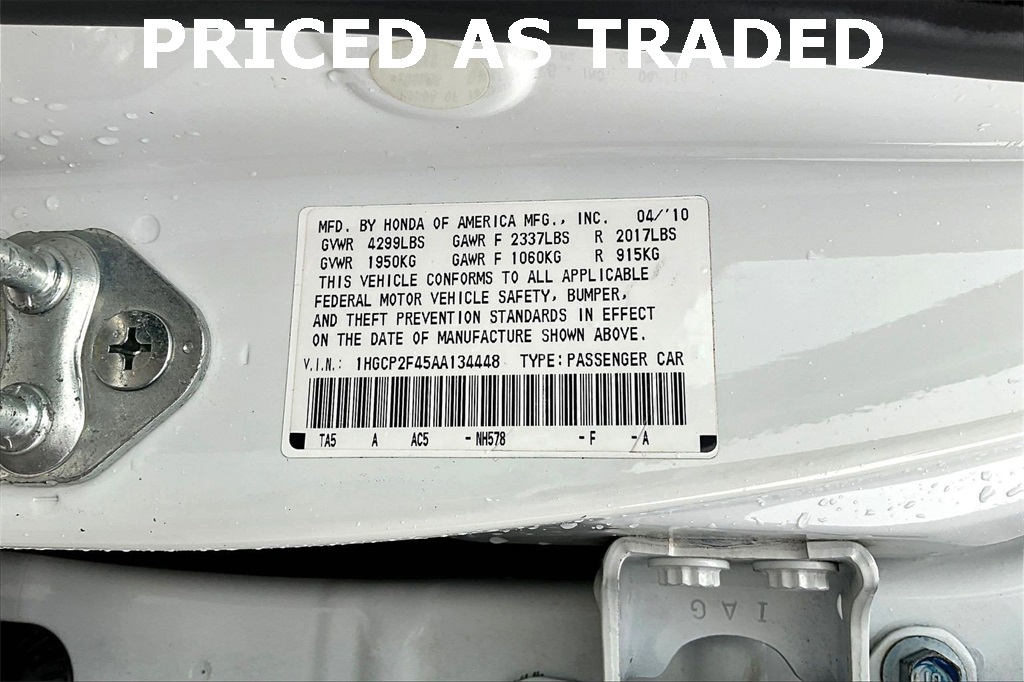 PRICED AS TRADED
MFD. BY HONDA OF AMERICA MFG., INC. 04/'10
GVWR 4299LBS GAWR F 2337LBS R 2017LBS
GVWR 1950KG GAWR F 1060KG R 915KG
THIS VEHICLE CONFORMS TO ALL APPLICABLE
FEDERAL MOTOR VEHICLE SAFETY, BUMPER,
AND THEFT PREVENTION STANDARDS IN EFFECT
ON THE DATE OF MANUFACTURE SHOWN ABOVE.
V.I.N.: 1HGCP2F45AA134448 TYPE: PASSENGER CAR
TA5 A AC5 -NH578 -F -A
IAG